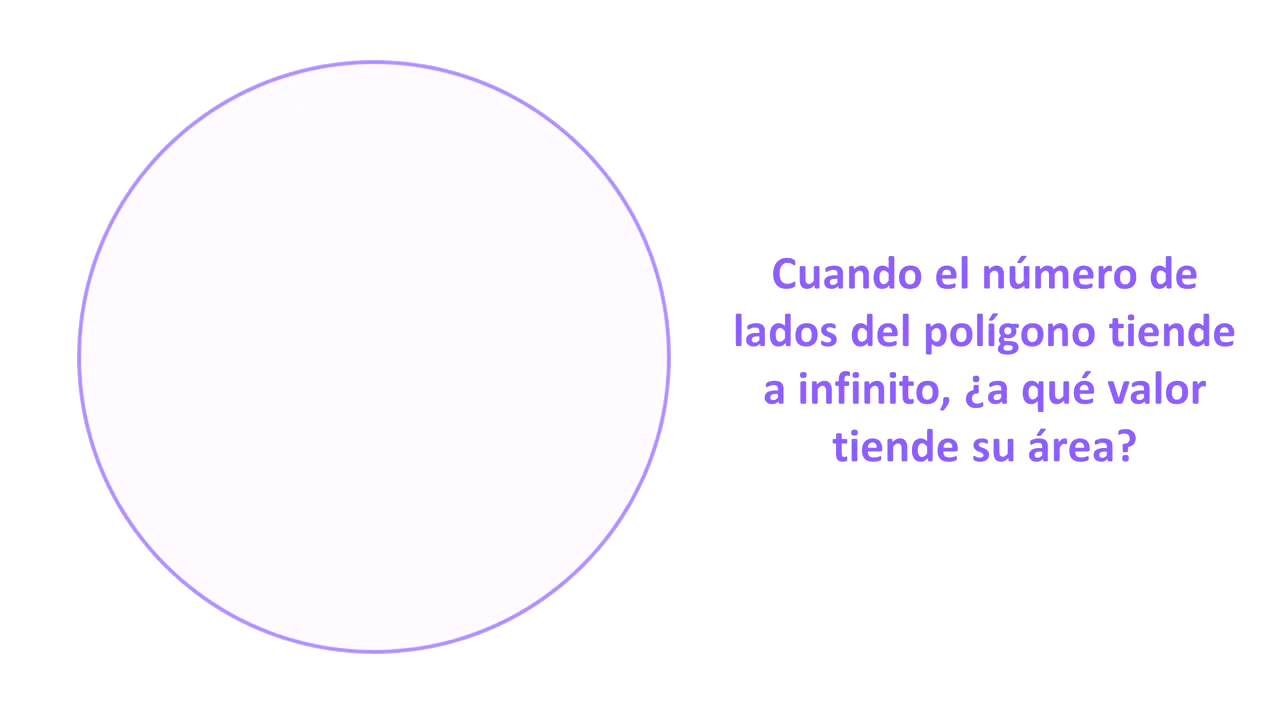 Cuando el número de
lados del polígono tiende
a infinito, ¿a qué valor
tiende su área?